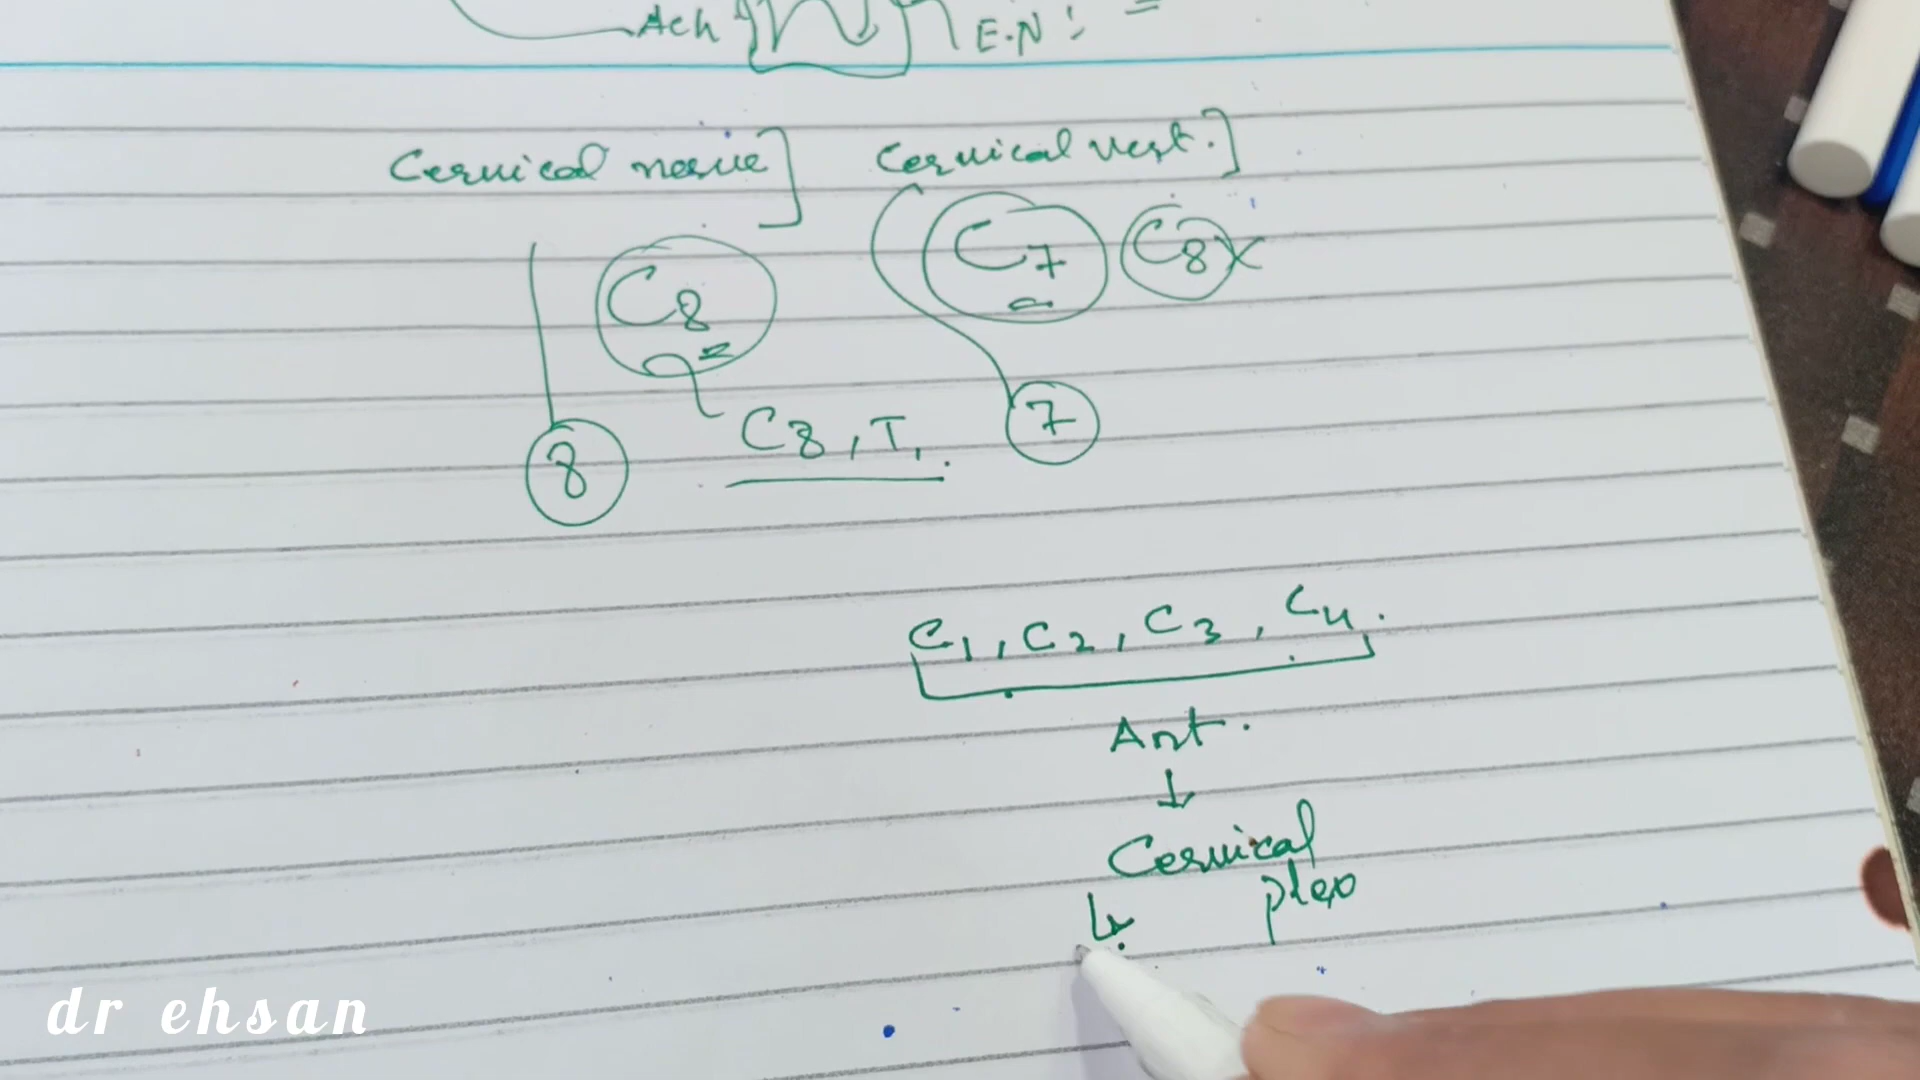 Ach E.N:
Cervical nerve Cervical vert.
C8 C7 C8 X
C8, T1. 7
8
C1, C2, C3, C4.
Ant.
↓
Cervical
plex
dr ehsan